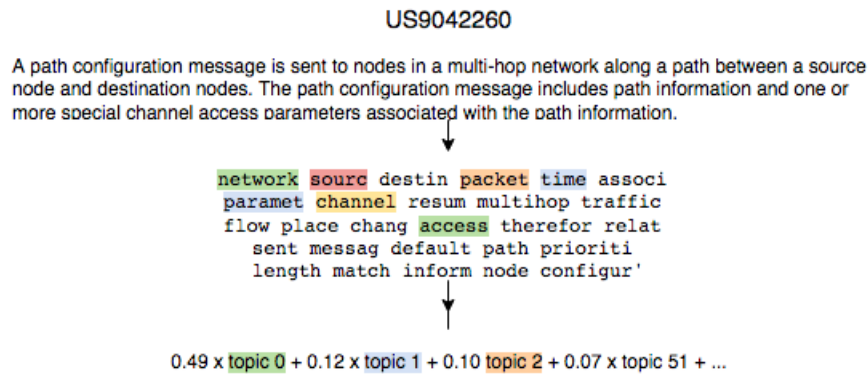 US9042260
A path configuration message is sent to nodes in a multi-hop network along a path between a source
node and destination nodes. The path configuration message includes path information and one or
more special channel access parameters associated with the path information.
network sourc destin packet time associ
paramet channel resum multihop traffic
flow place chang access therefor relat
sent messag default path prioriti
length match inform node configur'
0.49 x topic 0 + 0.12 x topic 1 + 0.10 topic 2 + 0.07 x topic 51 + ...